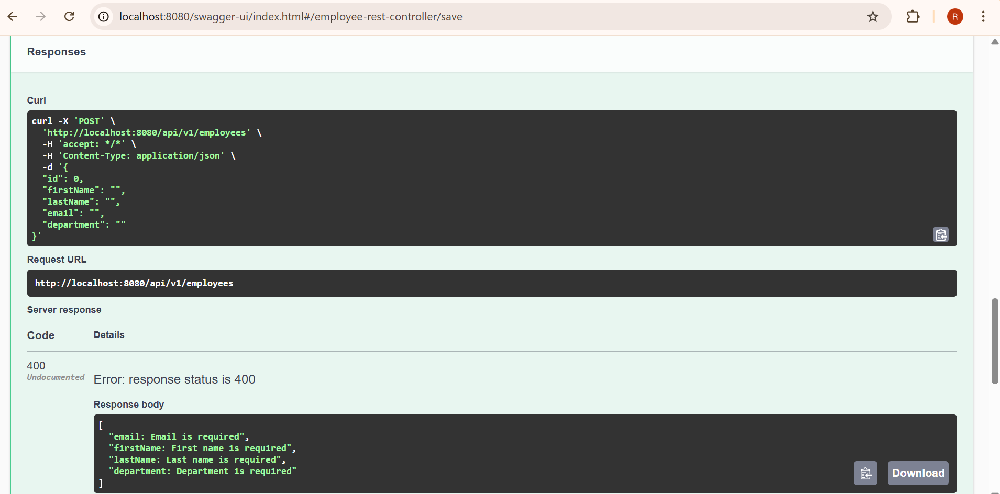 localhost:8080/swagger-ui/index.html#/employee-rest-controller/save
R
Responses
Curl
curl -X 'POST' \
  'http://localhost:8080/api/v1/employees' \
  -H 'accept: */*' \
  -H 'Content-Type: application/json' \
  -d '{
  "id": 0,
  "firstName": "",
  "lastName": "",
  "email": "",
  "department": ""
}'
Request URL
http://localhost:8080/api/v1/employees
Server response
Code Details
400
Undocumented
Error: response status is 400
Response body
[
  "email: Email is required",
  "firstName: First name is required",
  "lastName: Last name is required",
  "department: Department is required"
]
Download